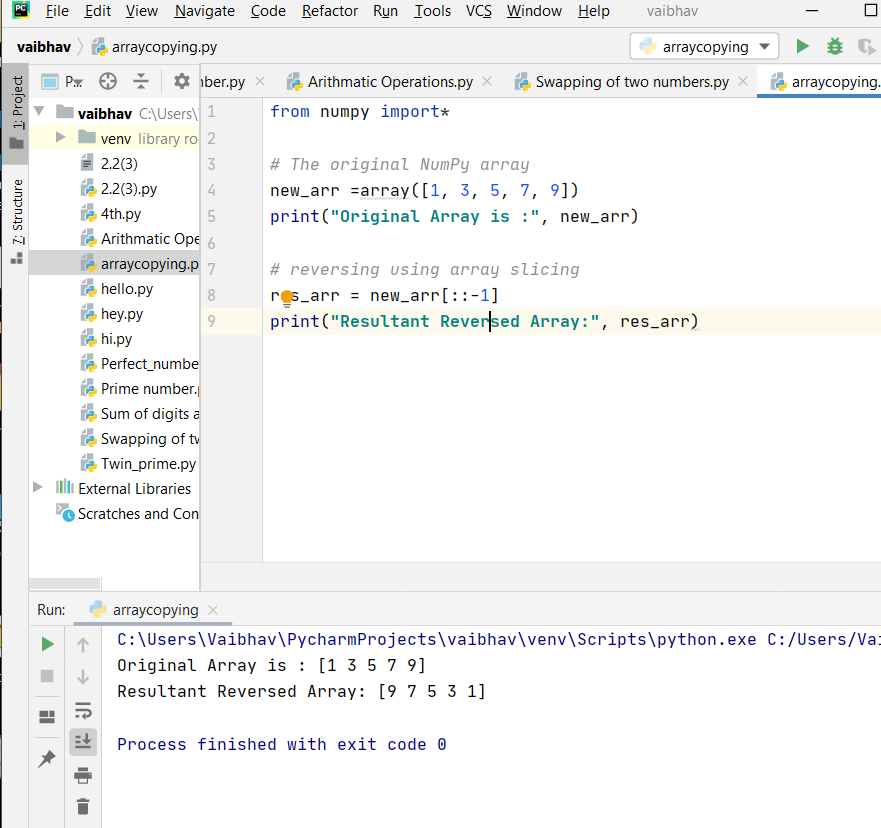 PC File Edit View Navigate Code Refactor Run Tools VCS Window Help vaibhav
vaibhav arraycopying.py arraycopying
1: Project
7: Structure
P... nber.py Arithmatic Operations.py Swapping of two numbers.py arraycopying.
vaibhav C:\Users\
venv library ro
2.2(3)
2.2(3).py
4th.py
Arithmatic Ope
arraycopying.p
hello.py
hey.py
hi.py
Perfect_numbe
Prime number.p
Sum of digits a
Swapping of tw
Twin_prime.py
External Libraries
Scratches and Con
1 from numpy import*
2
3 # The original NumPy array
4 new_arr =array([1, 3, 5, 7, 9])
5 print("Original Array is :", new_arr)
6
7 # reversing using array slicing
8 res_arr = new_arr[::-1]
9 print("Resultant Reversed Array:", res_arr)
Run: arraycopying
C:\Users\Vaibhav\PycharmProjects\vaibhav\venv\Scripts\python.exe C:/Users/Vai
Original Array is : [1 3 5 7 9]
Resultant Reversed Array: [9 7 5 3 1]
Process finished with exit code 0